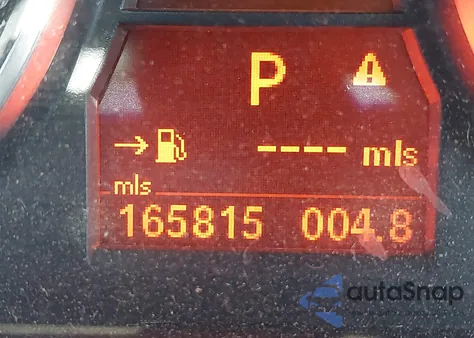 P
---- mls
mls
165815 004.8
autoSnap